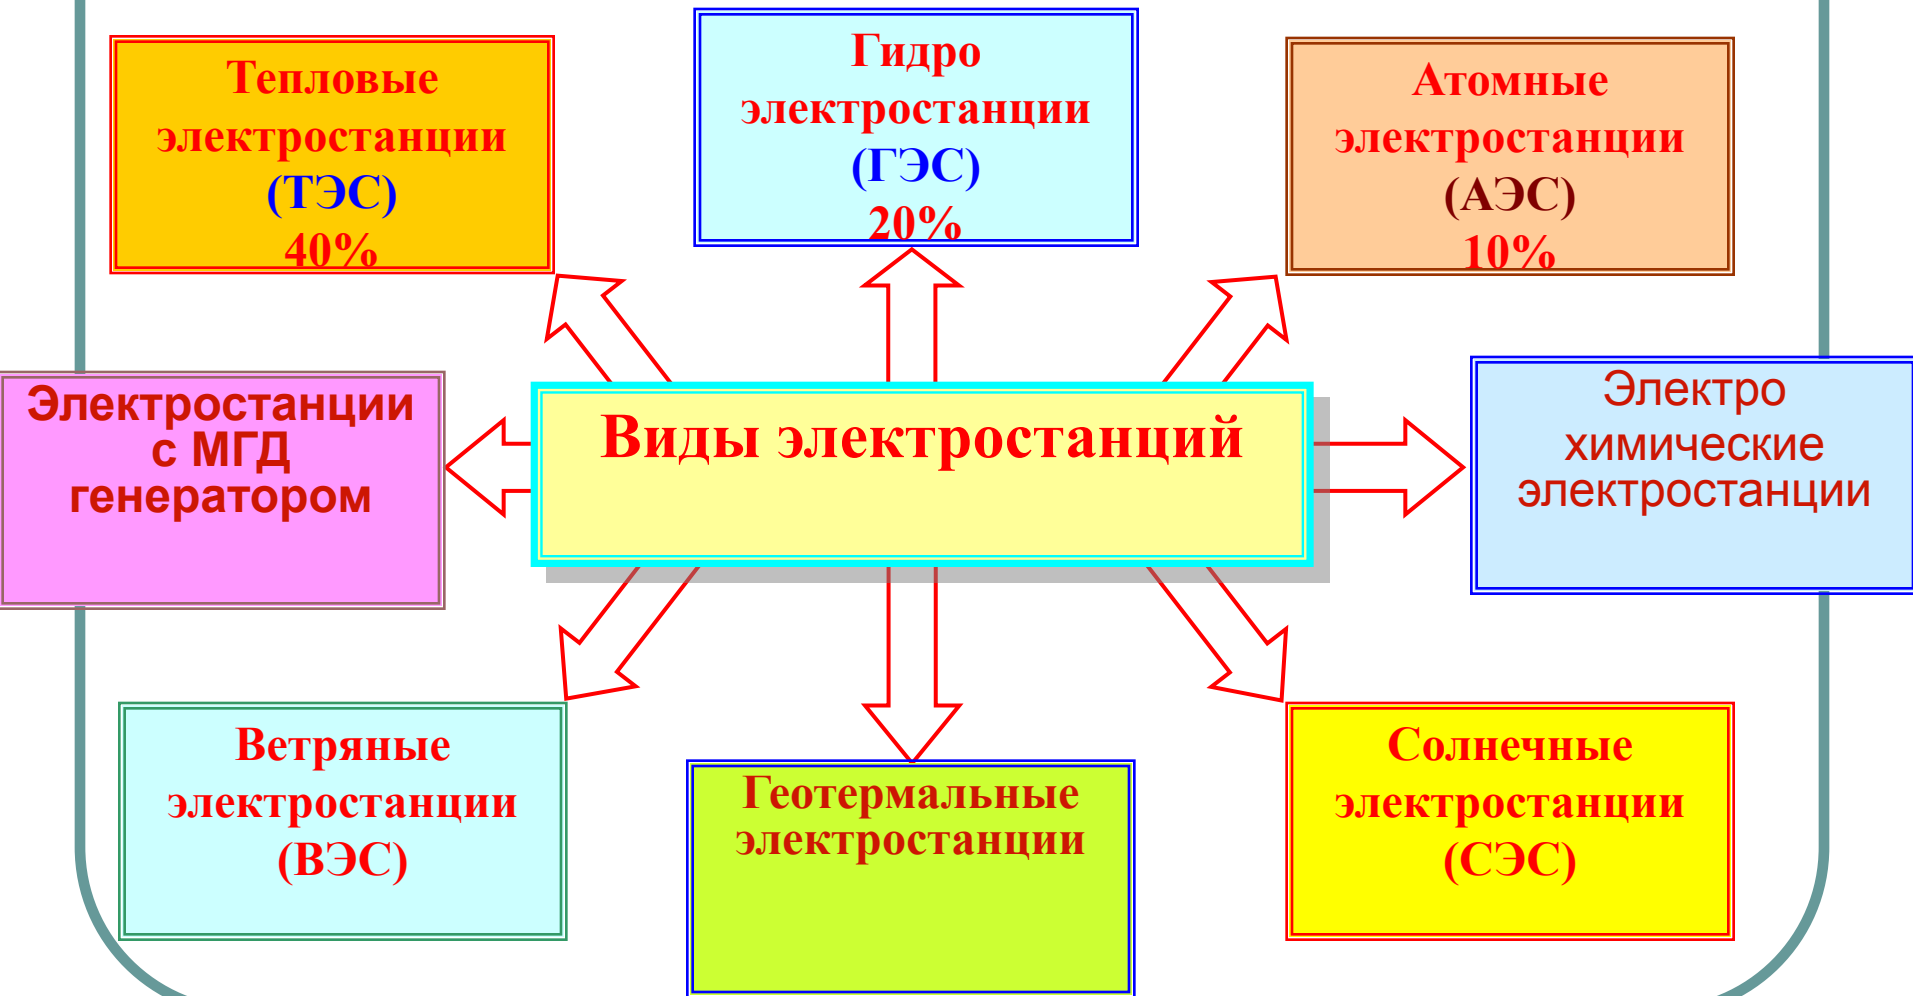 Тепловые
электростанции
(ТЭС)
40%
Гидро
электростанции
(ГЭС)
20%
Атомные
электростанции
(АЭС)
10%
Электростанции
с МГД
генератором
Виды электростанций
Электро
химические
электростанции
Ветряные
электростанции
(ВЭС)
Геотермальные
электростанции
Солнечные
электростанции
(СЭС)